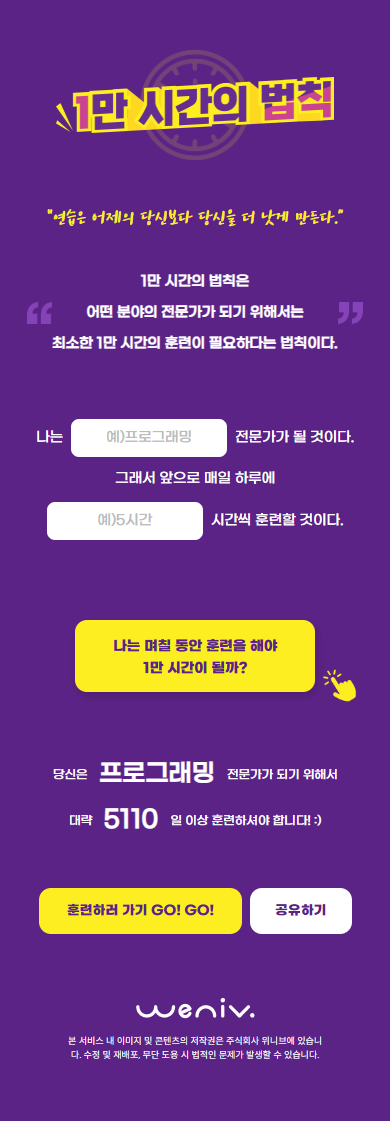 1만 시간의 법칙
"연습은 어제의 당신보다 당신을 더 낫게 만든다."
1만 시간의 법칙은
“ 어떤 분야의 전문가가 되기 위해서는 ”
최소한 1만 시간의 훈련이 필요하다는 법칙이다.
나는 예)프로그래밍 전문가가 될 것이다.
그래서 앞으로 매일 하루에
예)5시간 시간씩 훈련할 것이다.
나는 며칠 동안 훈련을 해야
1만 시간이 될까?
당신은 프로그래밍 전문가가 되기 위해서
대략 5110 일 이상 훈련하셔야 합니다! :)
훈련하러 가기 GO! GO! 공유하기
weniv.
본 서비스 내 이미지 및 콘텐츠의 저작권은 주식회사 위니브에 있습니
다. 수정 및 재배포, 무단 도용 시 법적인 문제가 발생할 수 있습니다.